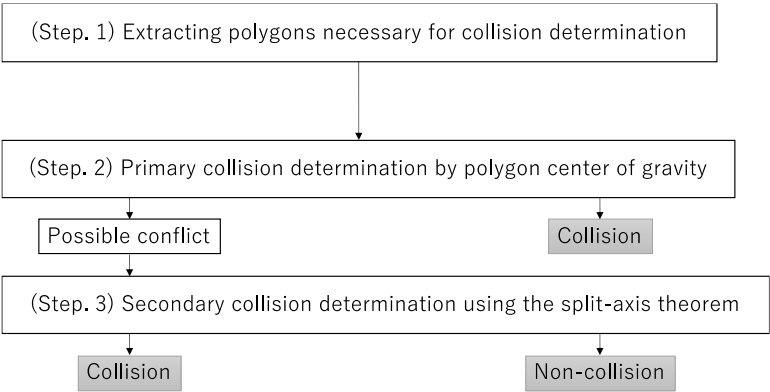 (Step. 1) Extracting polygons necessary for collision determination
(Step. 2) Primary collision determination by polygon center of gravity
Possible conflict
Collision
(Step. 3) Secondary collision determination using the split-axis theorem
Collision
Non-collision